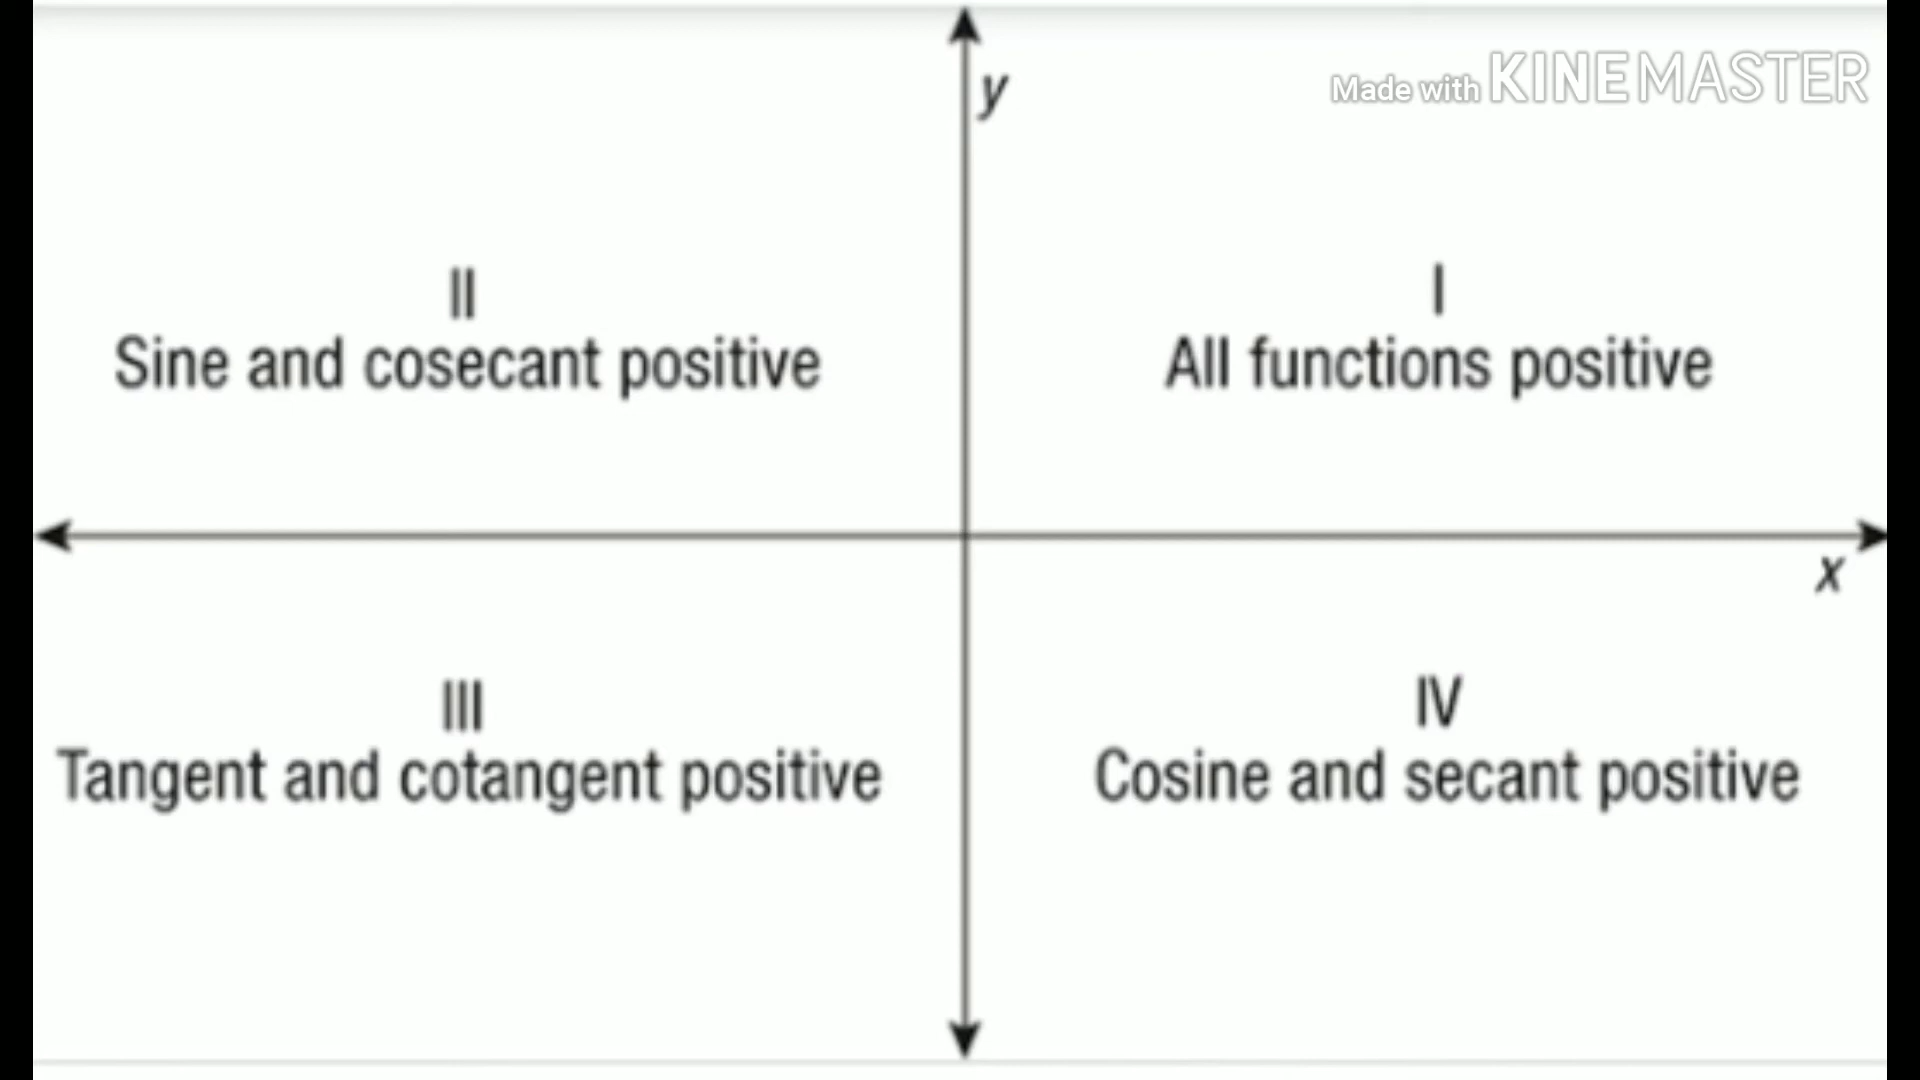 y
Made with KINEMASTER
II
Sine and cosecant positive
I
All functions positive
x
III
Tangent and cotangent positive
IV
Cosine and secant positive